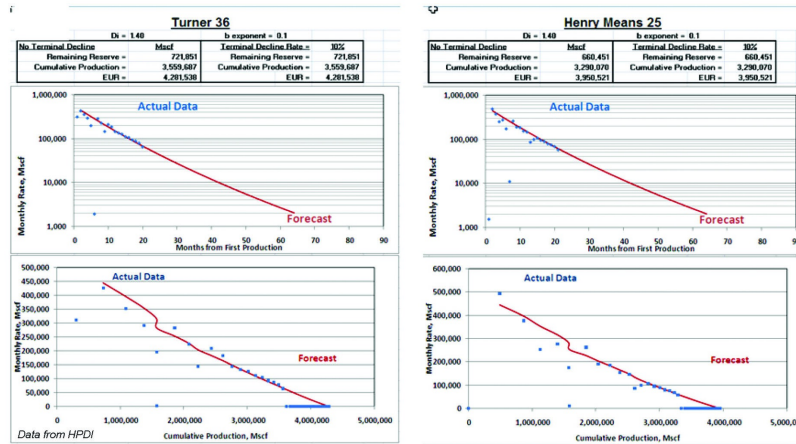 Turner 36
Di = 1.40 b exponent = 0.1
No Terminal Decline Mscf Terminal Decline Rate = 10%
Remaining Reserve = 721,851 Remaining Reserve = 721,851
Cumulative Production = 3,559,687 Cumulative Production = 3,559,687
EUR = 4,281,538 EUR = 4,281,538
1,000,000
100,000
10,000
1,000
Monthly Rate, Mscf
Actual Data
Forecast
0 10 20 30 40 50 60 70 80 90
Months from First Production
500,000
450,000
400,000
350,000
300,000
250,000
200,000
150,000
100,000
50,000
0
Monthly Rate, Mscf
Actual Data
Forecast
0 1,000,000 2,000,000 3,000,000 4,000,000 5,000,000
Cumulative Production, Mscf
Data from HPDI
Henry Means 25
Di = 1.40 b exponent = 0.1
No Terminal Decline Mscf Terminal Decline Rate = 10%
Remaining Reserve = 660,451 Remaining Reserve = 660,451
Cumulative Production = 3,290,070 Cumulative Production = 3,290,070
EUR = 3,950,521 EUR = 3,950,521
1,000,000
100,000
10,000
1,000
Monthly Rate, Mscf
Actual Data
Forecast
0 10 20 30 40 50 60 70 80 90
Months from First Production
600,000
500,000
400,000
300,000
200,000
100,000
0
Monthly Rate, Mscf
Actual Data
Forecast
0 1,000,000 2,000,000 3,000,000 4,000,000 5,000,000
Cumulative Production, Mscf